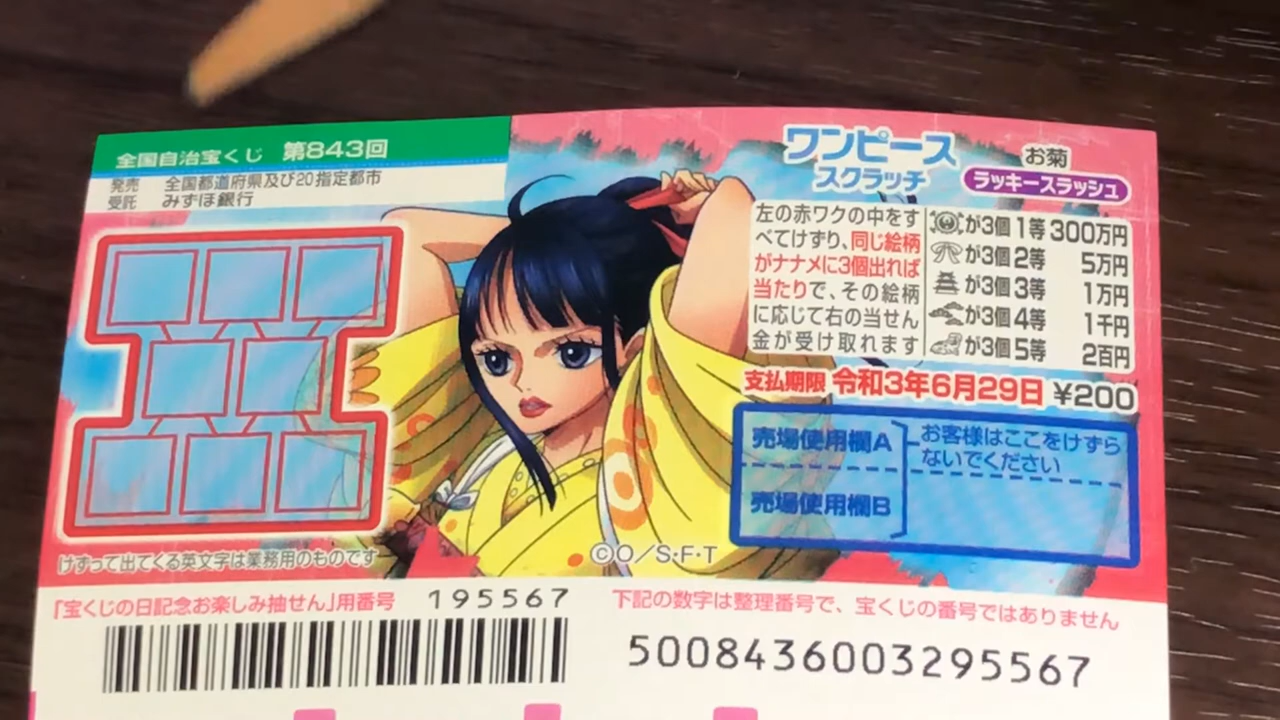 全国自治宝くじ 第843回
発売 全国都道府県及び20指定都市
受託 みずほ銀行
ワンピース
スクラッチ
お菊
ラッキースラッシュ
左の赤ワクの中をす
べてけずり、同じ絵柄
がナナメに3個出れば
当たりで、その絵柄
に応じて右の当せん
金が受け取れます
が3個 1等 300万円
が3個 2等 5万円
が3個 3等 1万円
が3個 4等 1千円
が3個 5等 2百円
支払期限 令和3年6月29日 ¥200
売場使用欄A
お客様はここをけずら
ないでください
売場使用欄B
けずって出てくる英文字は業務用のものです
©O/S・F・T
「宝くじの日記念お楽しみ抽せん」用番号 195567
下記の数字は整理番号で、宝くじの番号ではありません
5008436003295567